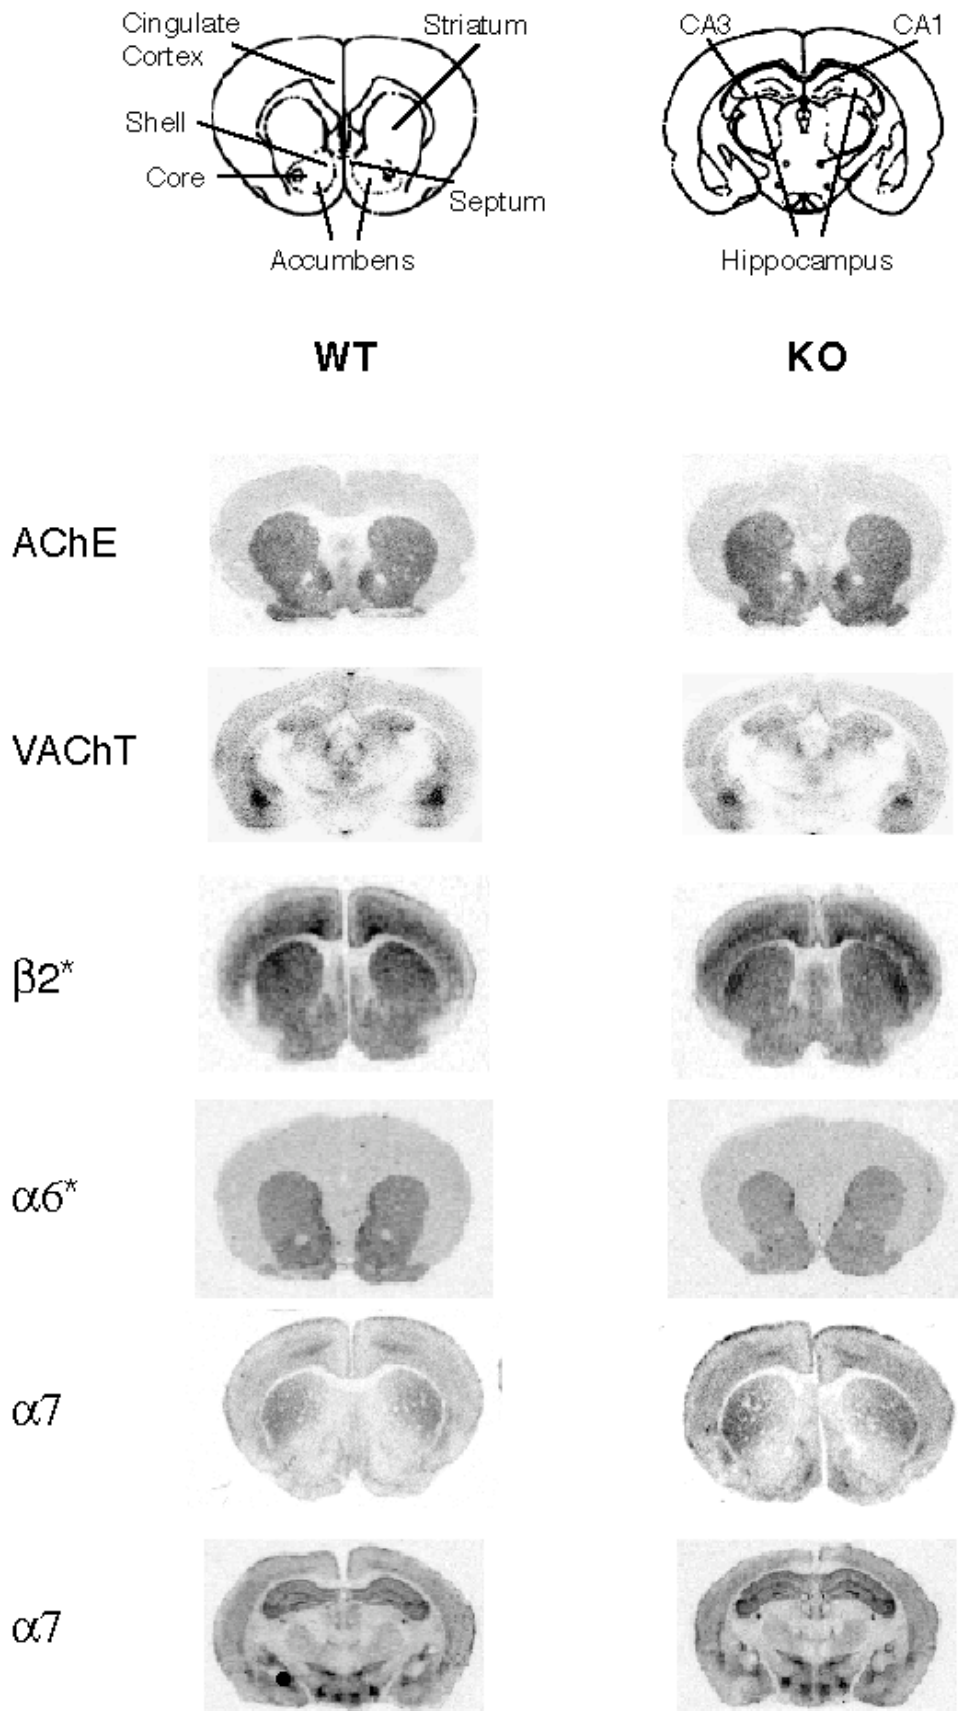 Cingulate Cortex
Striatum
Shell
Core
Septum
Accumbens
CA3
CA1
Hippocampus
WT
KO
AChE
VAChT
β2*
α6*
α7
α7